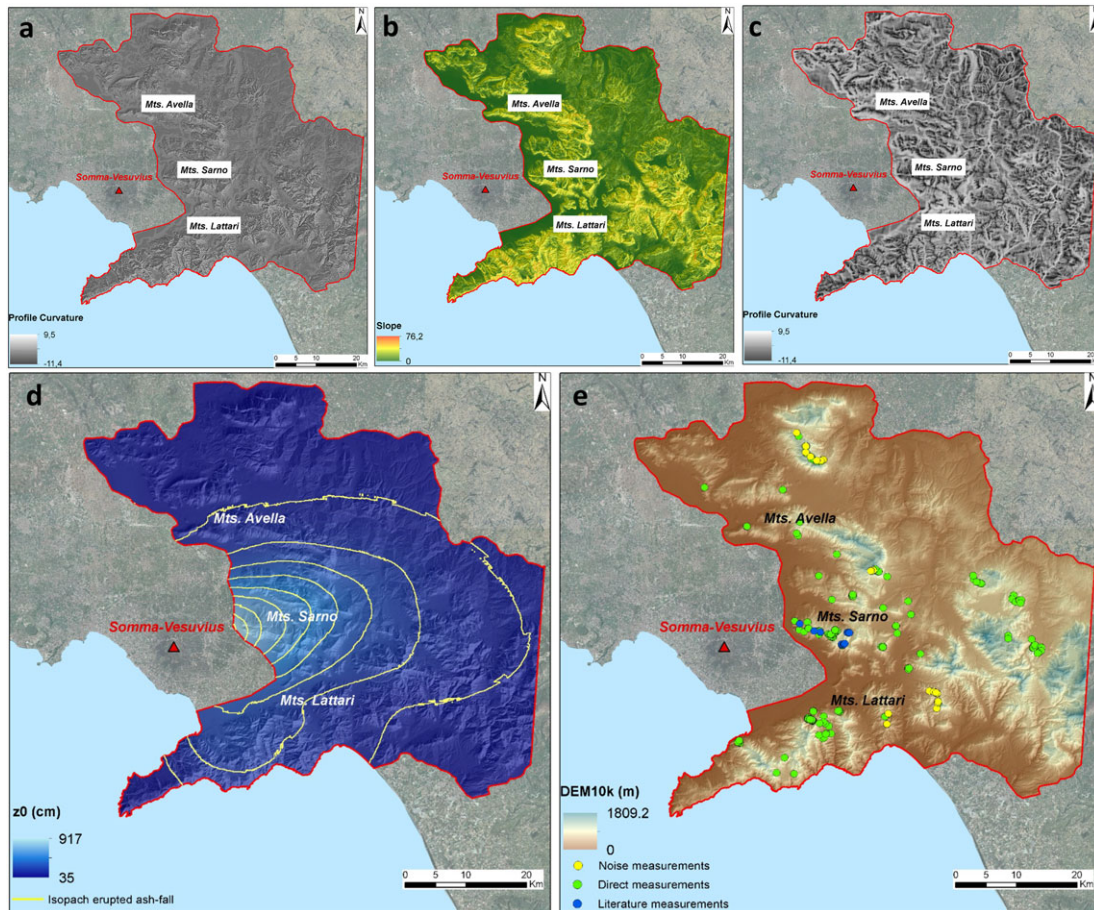 a
N
Mts. Avella
Mts. Sarno
Somma-Vesuvius
Mts. Lattari
Profile Curvature
9,5
-11,4
0 5 10 20
Km
b
N
Mts. Avella
Mts. Sarno
Somma-Vesuvius
Mts. Lattari
Slope
76,2
0
0 5 10 20
Km
c
N
Mts. Avella
Mts. Sarno
Somma-Vesuvius
Mts. Lattari
Profile Curvature
9,5
-11,4
0 5 10 20
Km
d
N
Mts. Avella
Mts. Sarno
Somma-Vesuvius
Mts. Lattari
z0 (cm)
917
35
Isopach erupted ash-fall
0 5 10 20
Km
e
N
Mts. Avella
Mts. Sarno
Somma-Vesuvius
Mts. Lattari
DEM10k (m)
1809.2
0
Noise measurements
Direct measurements
Literature measurements
0 5 10 20
Km